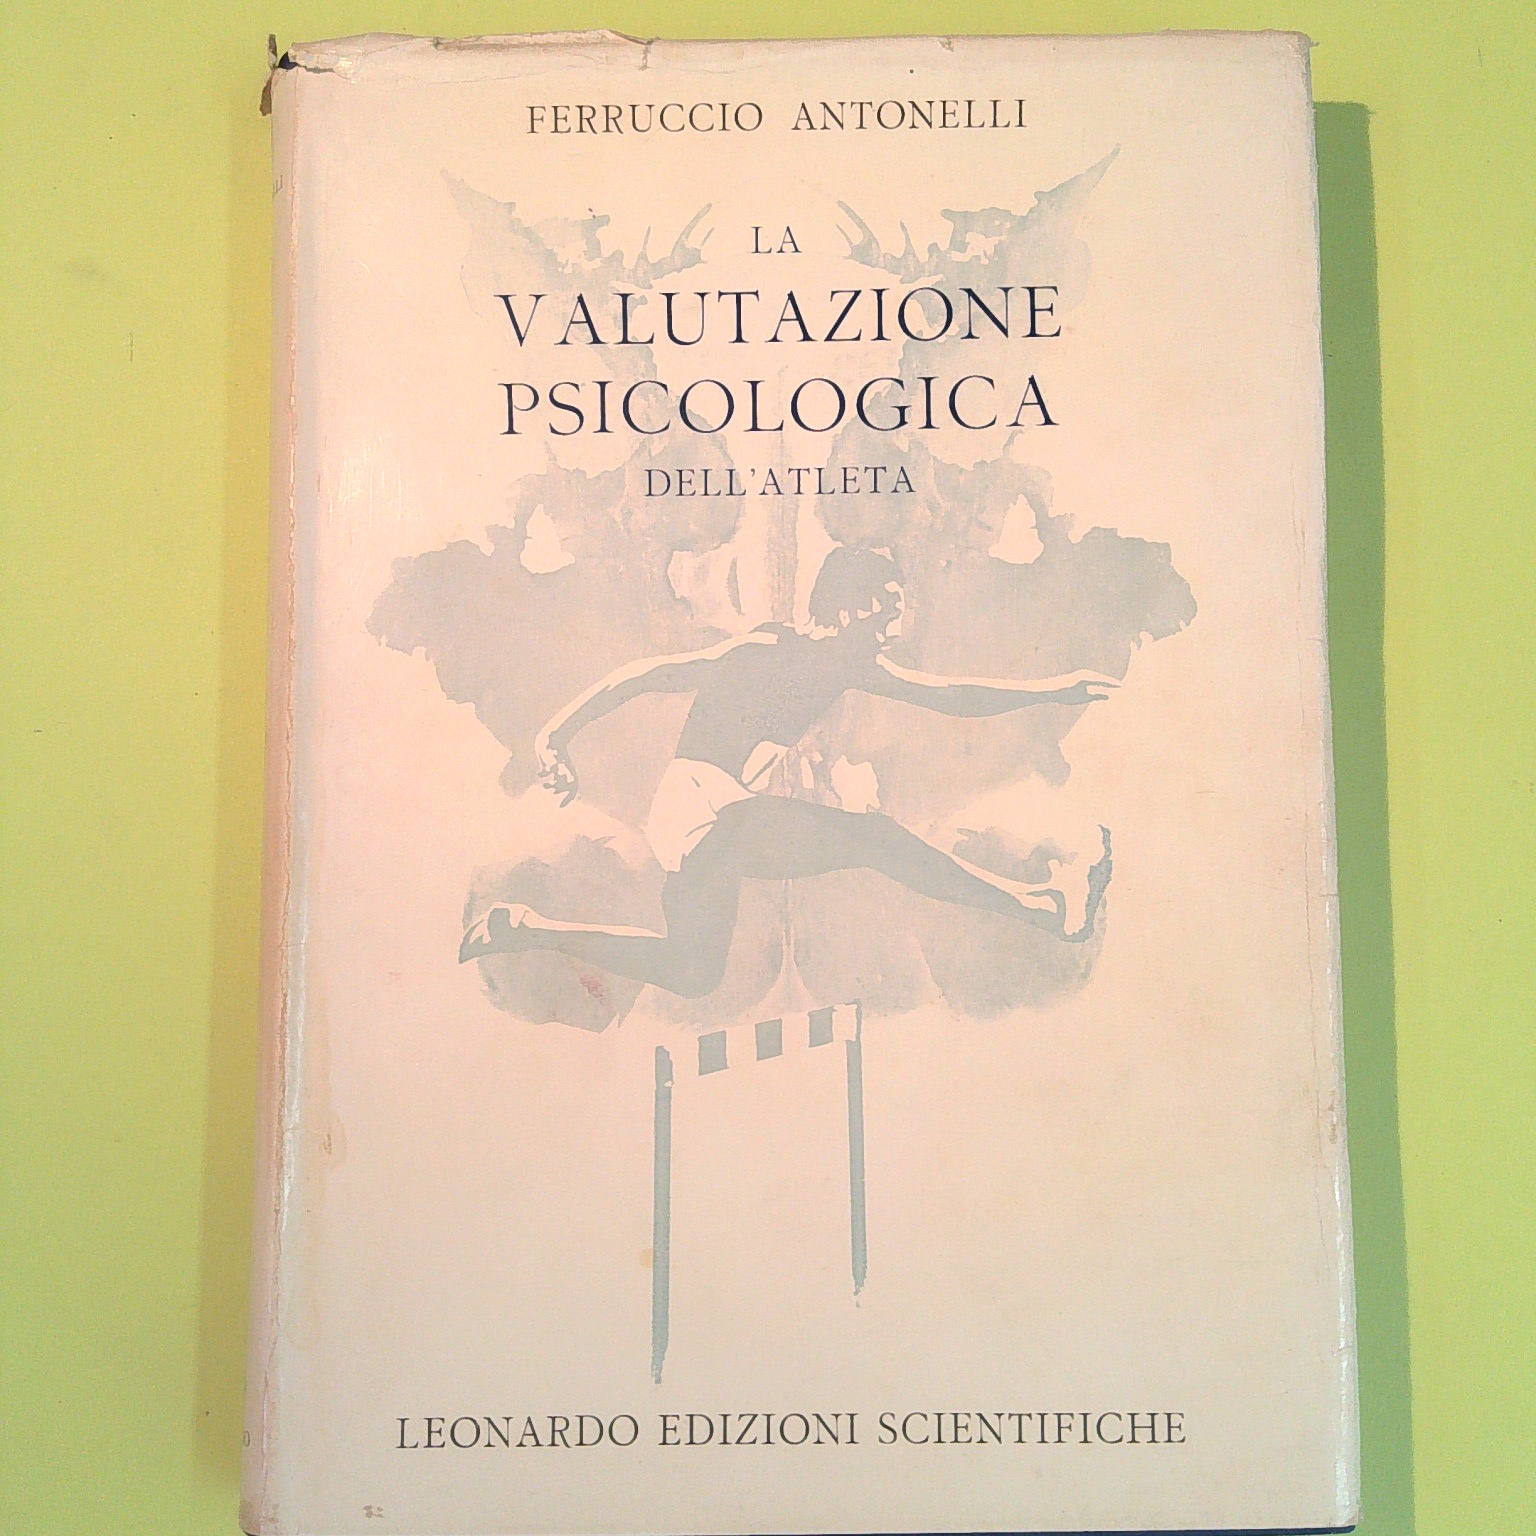 FERRUCCIO ANTONELLI
LA
VALUTAZIONE
PSICOLOGICA
DELL'ATLETA
LEONARDO EDIZIONI SCIENTIFICHE